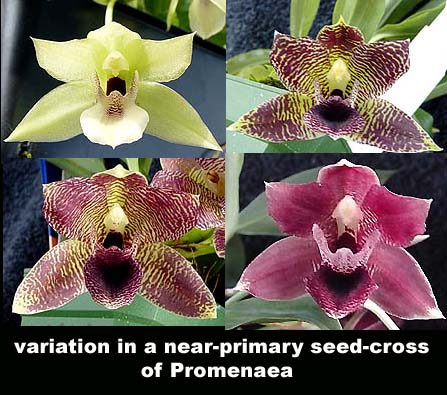 variation in a near-primary seed-cross
of Promenaea